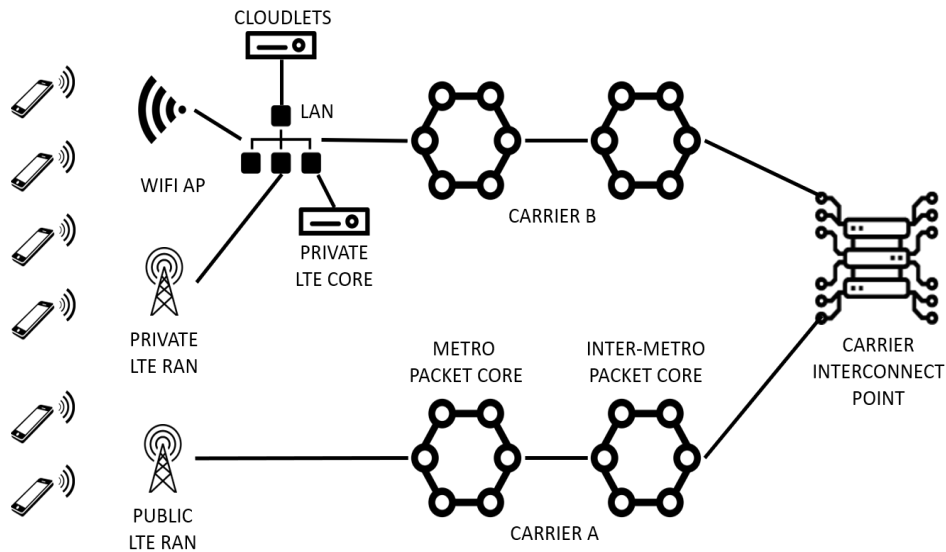 CLOUDLETS
LAN
WIFI AP
CARRIER B
PRIVATE
LTE CORE
PRIVATE
LTE RAN
METRO
PACKET CORE
INTER-METRO
PACKET CORE
CARRIER
INTERCONNECT
POINT
PUBLIC
LTE RAN
CARRIER A